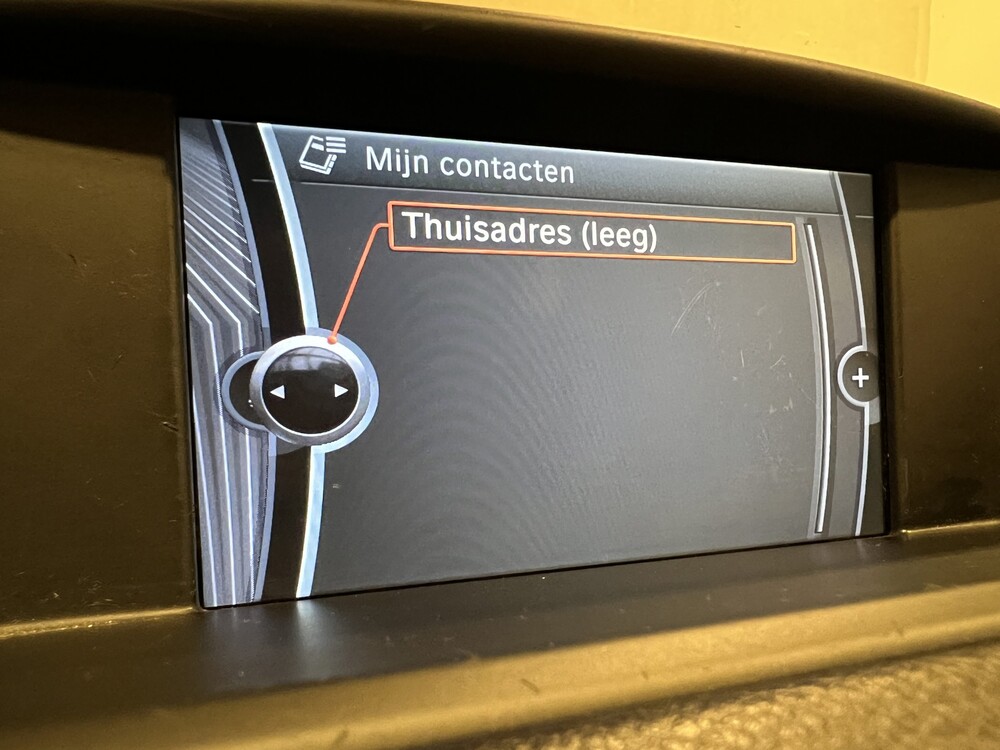 Mijn contacten
Thuisadres (leeg)